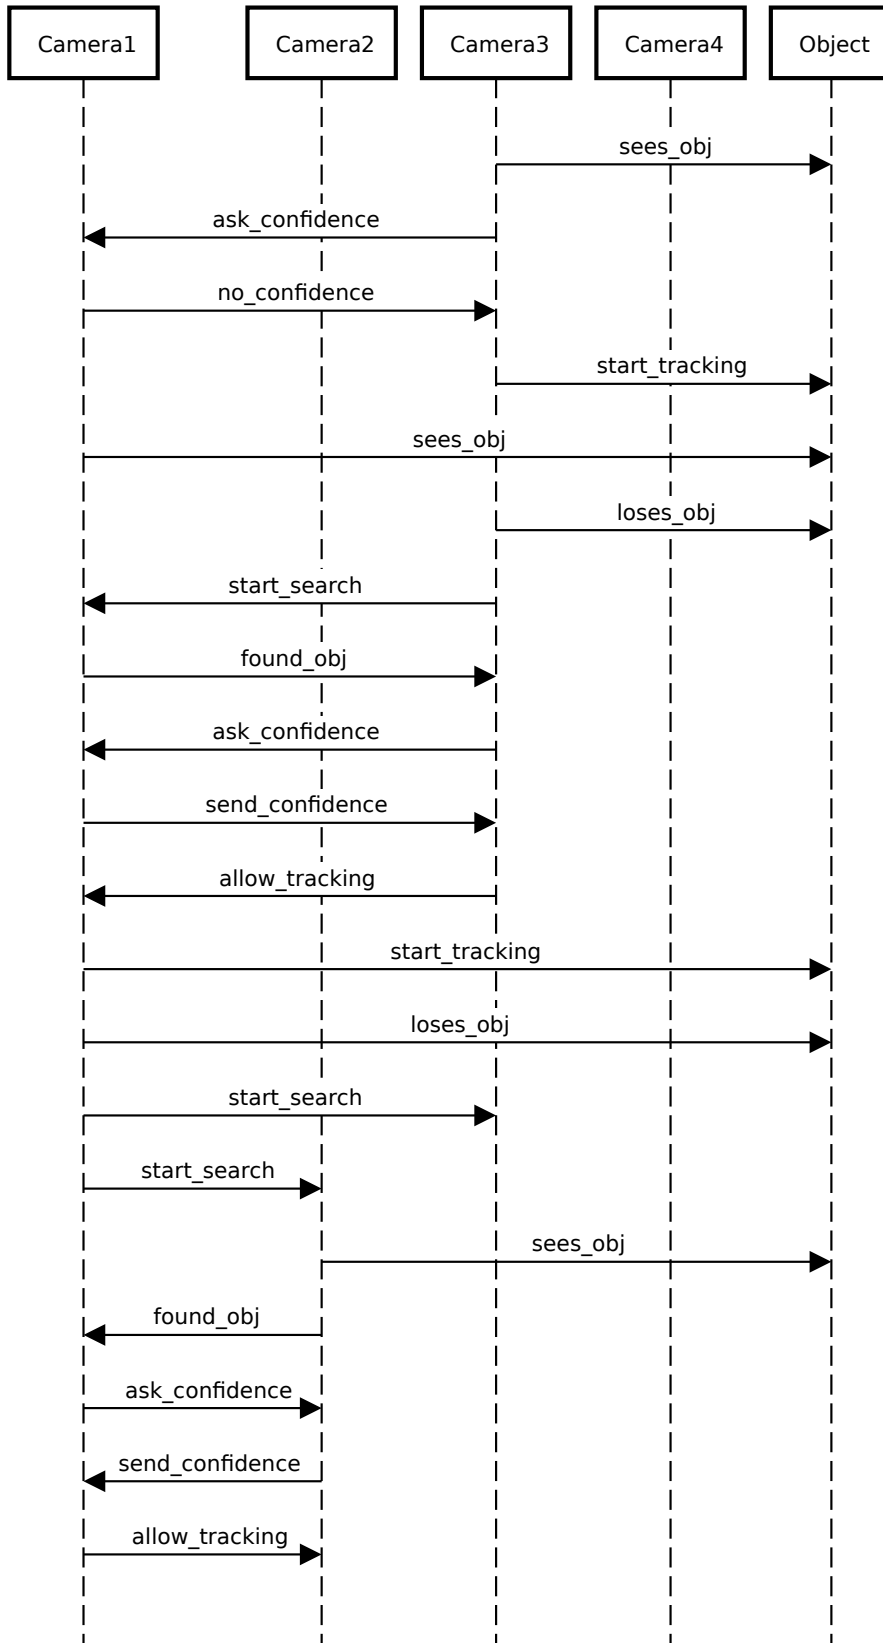 Camera1 Camera2 Camera3 Camera4 Object
sees_obj
ask_confidence
no_confidence
start_tracking
sees_obj
loses_obj
start_search
found_obj
ask_confidence
send_confidence
allow_tracking
start_tracking
loses_obj
start_search
start_search
sees_obj
found_obj
ask_confidence
send_confidence
allow_tracking